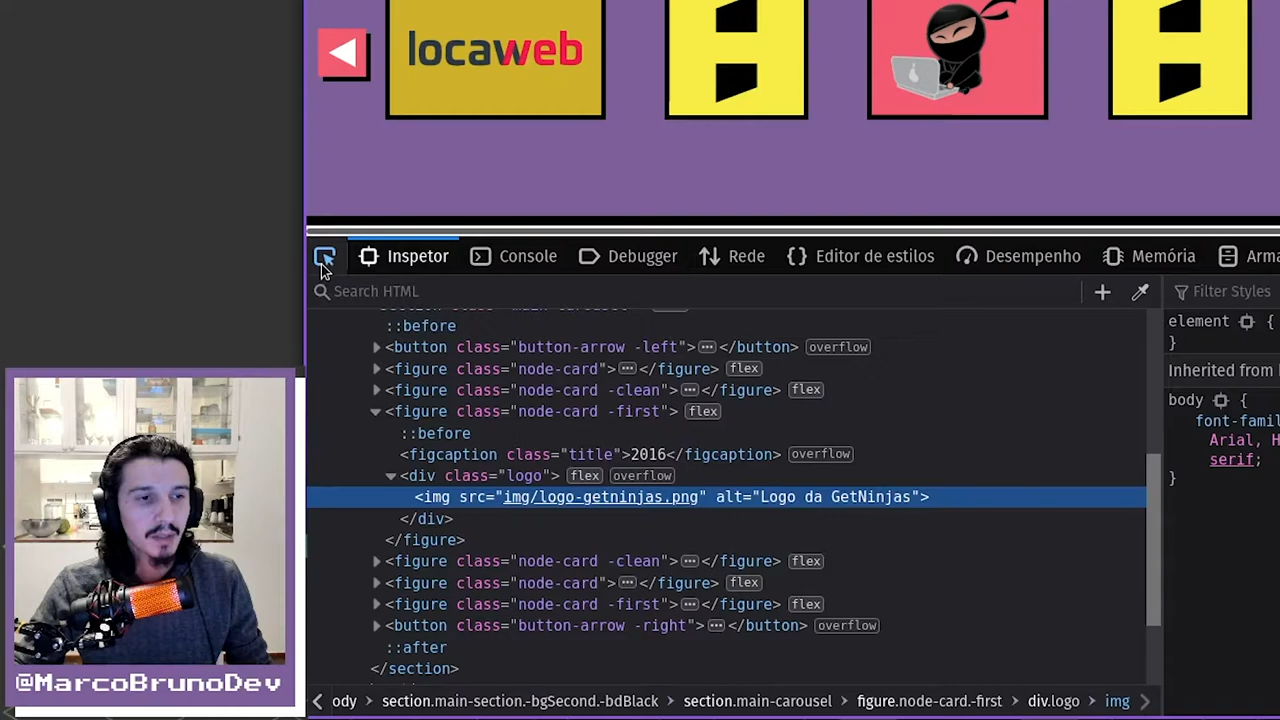 locaweb
Inspetor
Console
Debugger
Rede
Editor de estilos
Desempenho
Memória
Search HTML
Filter Styles
::before
<button class="button-arrow -left"></button> overflow
<figure class="node-card"></figure> flex
<figure class="node-card -clean"></figure> flex
<figure class="node-card -first"> flex
::before
<figcaption class="title">2016</figcaption> overflow
<div class="logo"> flex overflow
<img src="img/logo-getninjas.png" alt="Logo da GetNinjas">
</div>
</figure>
<figure class="node-card -clean"></figure> flex
<figure class="node-card"></figure> flex
<figure class="node-card -first"></figure> flex
<button class="button-arrow -right"></button> overflow
::after
</section>
ody
section.main-section.-bgSecond.-bdBlack
section.main-carousel
figure.node-card.-first
div.logo
img
element {
}
Inherited from
body {
font-famil
Arial, H
serif;
}
@MarcoBrunoDev